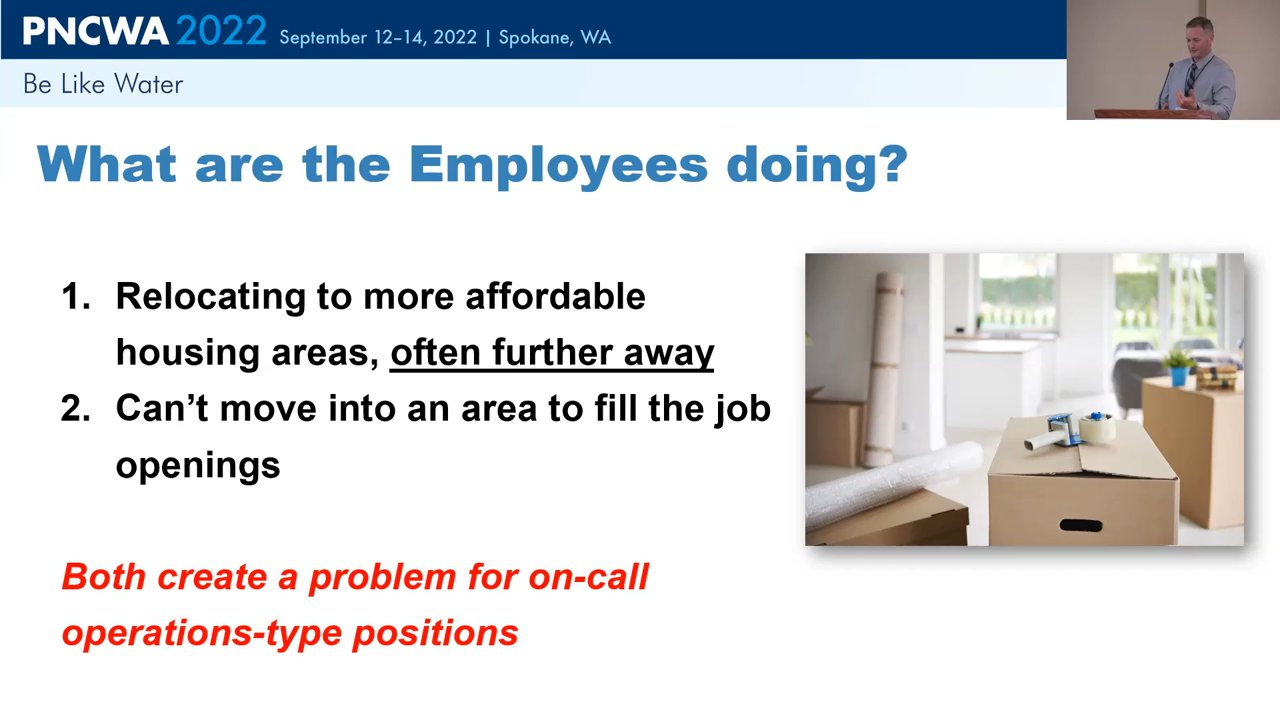 PNCWA 2022 September 12–14, 2022 | Spokane, WA
Be Like Water
What are the Employees doing?
1. Relocating to more affordable
housing areas, often further away
2. Can’t move into an area to fill the job
openings
Both create a problem for on-call
operations-type positions